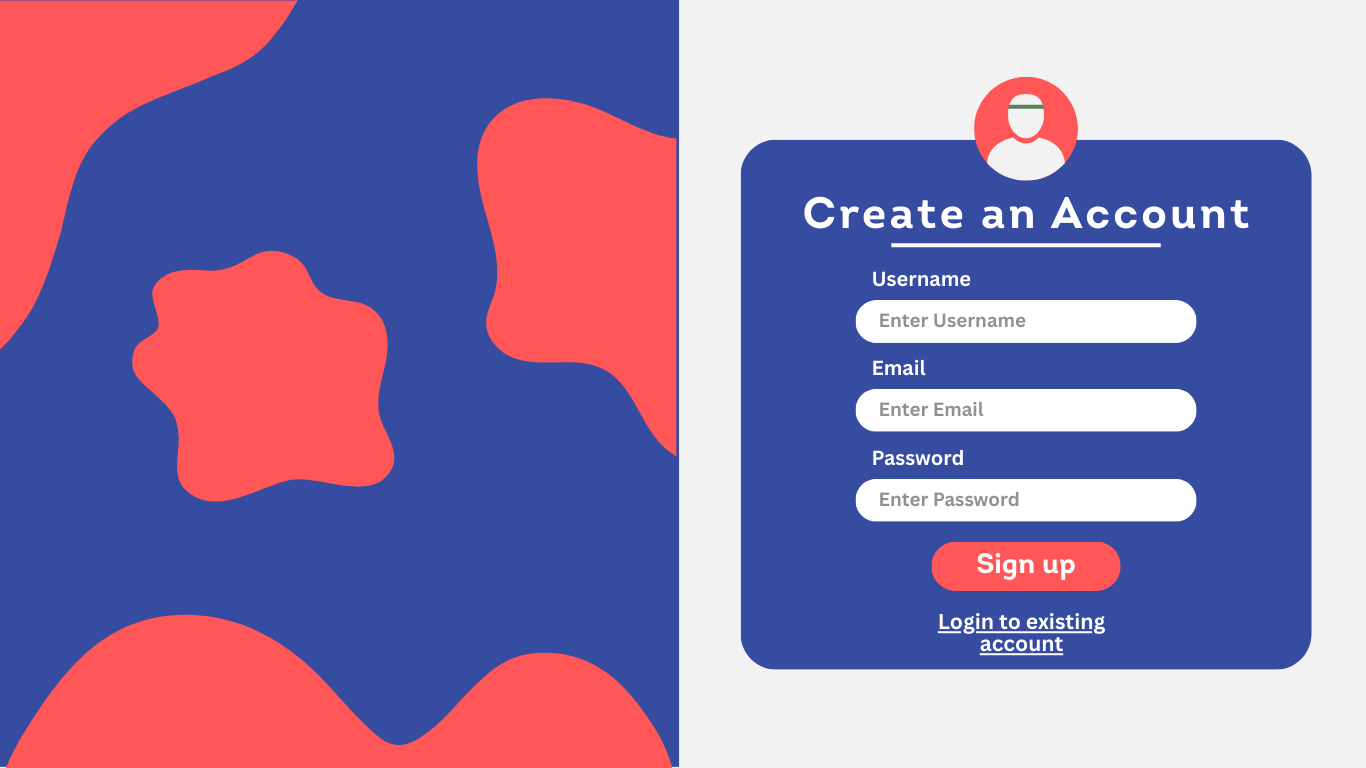 Create an Account
Username
Enter Username
Email
Enter Email
Password
Enter Password
Sign up
Login to existing
account